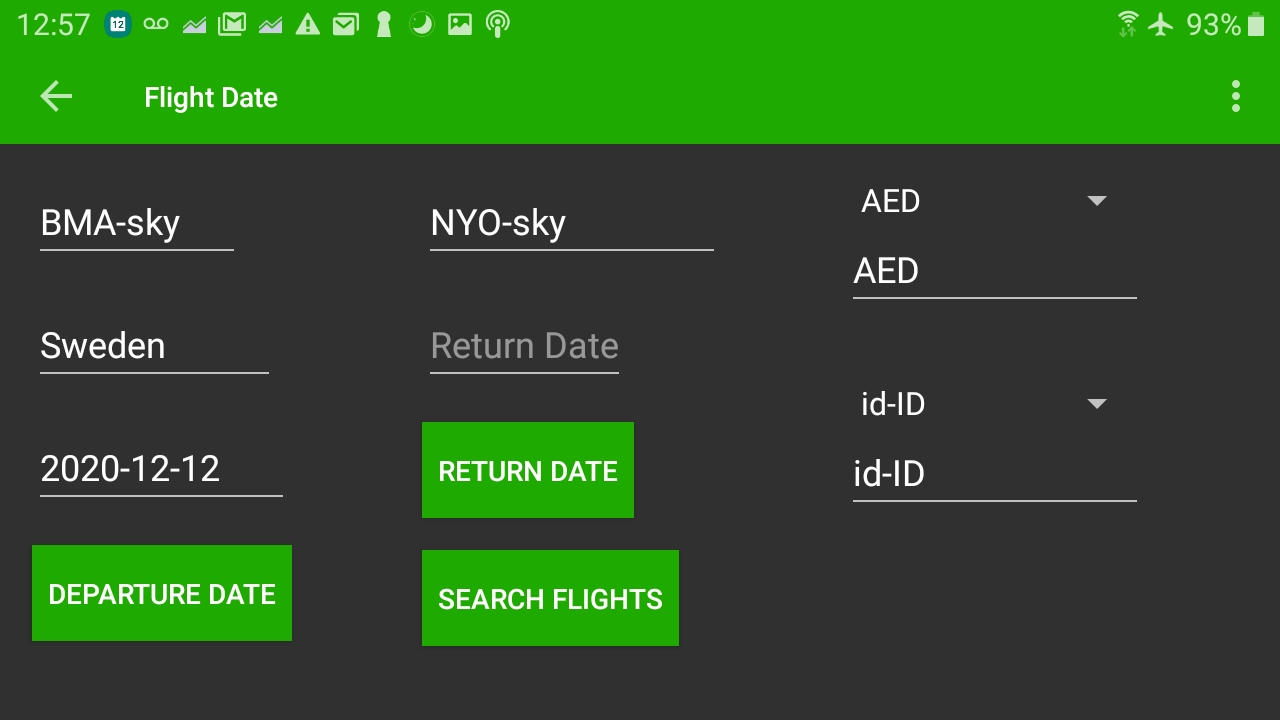 12:57
12
93%
Flight Date
BMA-sky
NYO-sky
AED
AED
Sweden
Return Date
id-ID
id-ID
2020-12-12
RETURN DATE
DEPARTURE DATE
SEARCH FLIGHTS